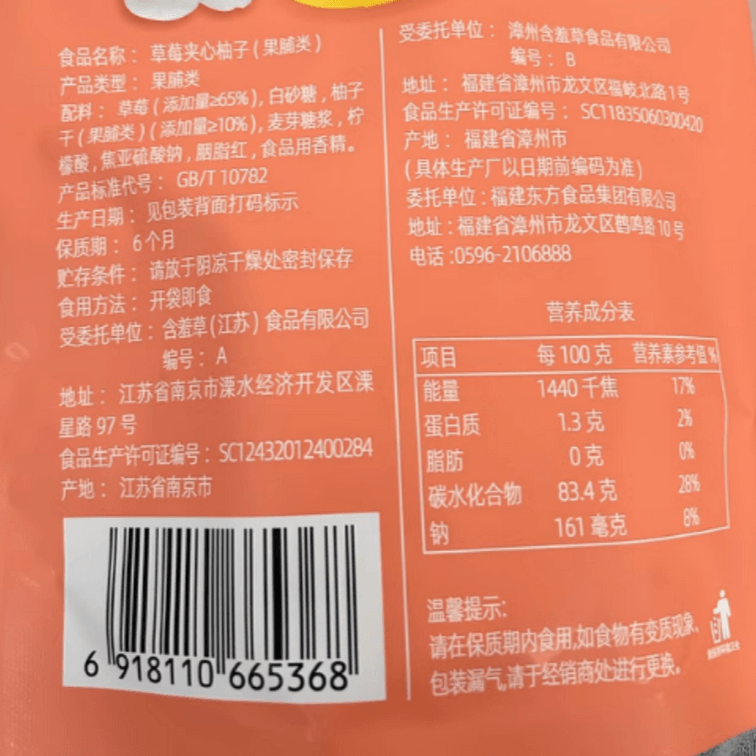 食品名称：草莓夹心柚子(果脯类)
产品类型：果脯类
配料：草莓(添加量≥65%),白砂糖,柚子
干(果脯类)(添加量≥10%),麦芽糖浆,柠
檬酸,焦亚硫酸钠,胭脂红,食品用香精。
产品标准代号：GB/T 10782
生产日期：见包装背面打码标示
保质期：6个月
贮存条件：请放于阴凉干燥处密封保存
食用方法：开袋即食
受委托单位：含羞草(江苏)食品有限公司
编号：A
地址：江苏省南京市溧水经济开发区溧
星路97号
食品生产许可证编号：SC12432012400284
产地：江苏省南京市
6 918110 665368
受委托单位：漳州含羞草食品有限公司
编号：B
地址：福建省漳州市龙文区福岐北路1号
食品生产许可证编号：SC11835060300420
产地：福建省漳州市
(具体生产厂以日期前编码为准)
委托单位:福建东方食品集团有限公司
地址:福建省漳州市龙文区鹤鸣路10号
电话:0596-2106888
营养成分表
项目 每100克 营养素参考值%
能量 1440千焦 17%
蛋白质 1.3克 2%
脂肪 0克 0%
碳水化合物 83.4克 28%
钠 161毫克 8%
温馨提示:
请在保质期内食用,如食物有变质现象、
包装漏气,请于经销商处进行更换。